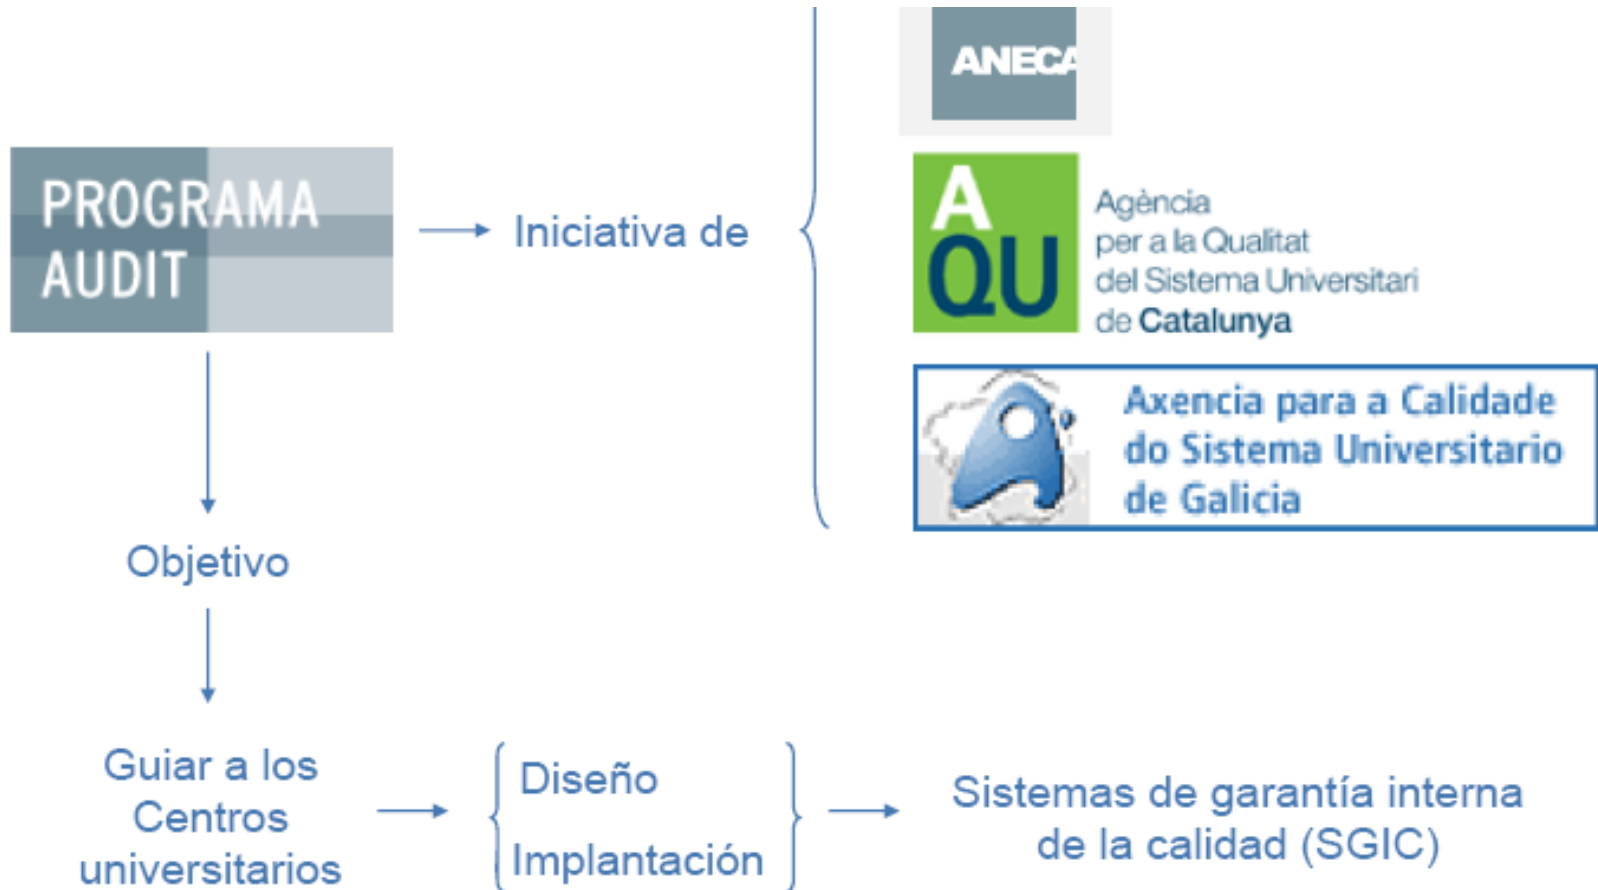 ANECA
PROGRAMA
AUDIT
Iniciativa de
A
QU
Agència
per a la Qualitat
del Sistema Universitari
de Catalunya
Axencia para a Calidade
do Sistema Universitario
de Galicia
Objetivo
Guiar a los
Centros
universitarios
Diseño
Implantación
Sistemas de garantía interna
de la calidad (SGIC)